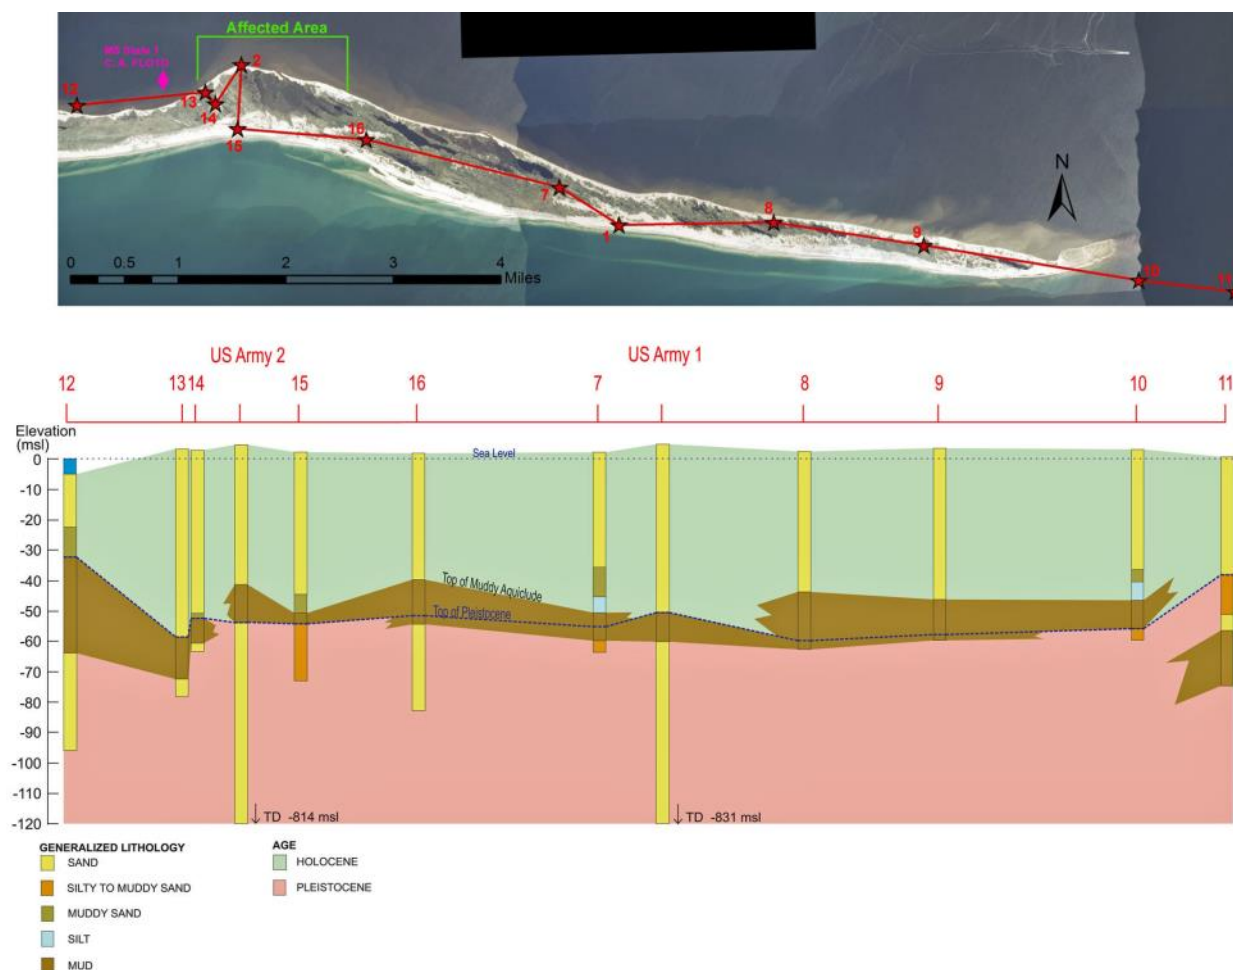 Affected Area
MS State 1
C. A. FLOTO
12
13
14
2
15
16
7
1
8
9
10
11
N
0 0.5 1 2 3 4
Miles
US Army 2 US Army 1
12 13 14 15 16 7 8 9 10 11
Elevation
(msl)
Sea Level
0
-10
-20
-30
-40
-50
-60
-70
-80
-90
-100
-110
-120
Top of Muddy Aquiclude
Top of Pleistocene
TD -814 msl
TD -831 msl
GENERALIZED LITHOLOGY
SAND
SILTY TO MUDDY SAND
MUDDY SAND
SILT
MUD
AGE
HOLOCENE
PLEISTOCENE